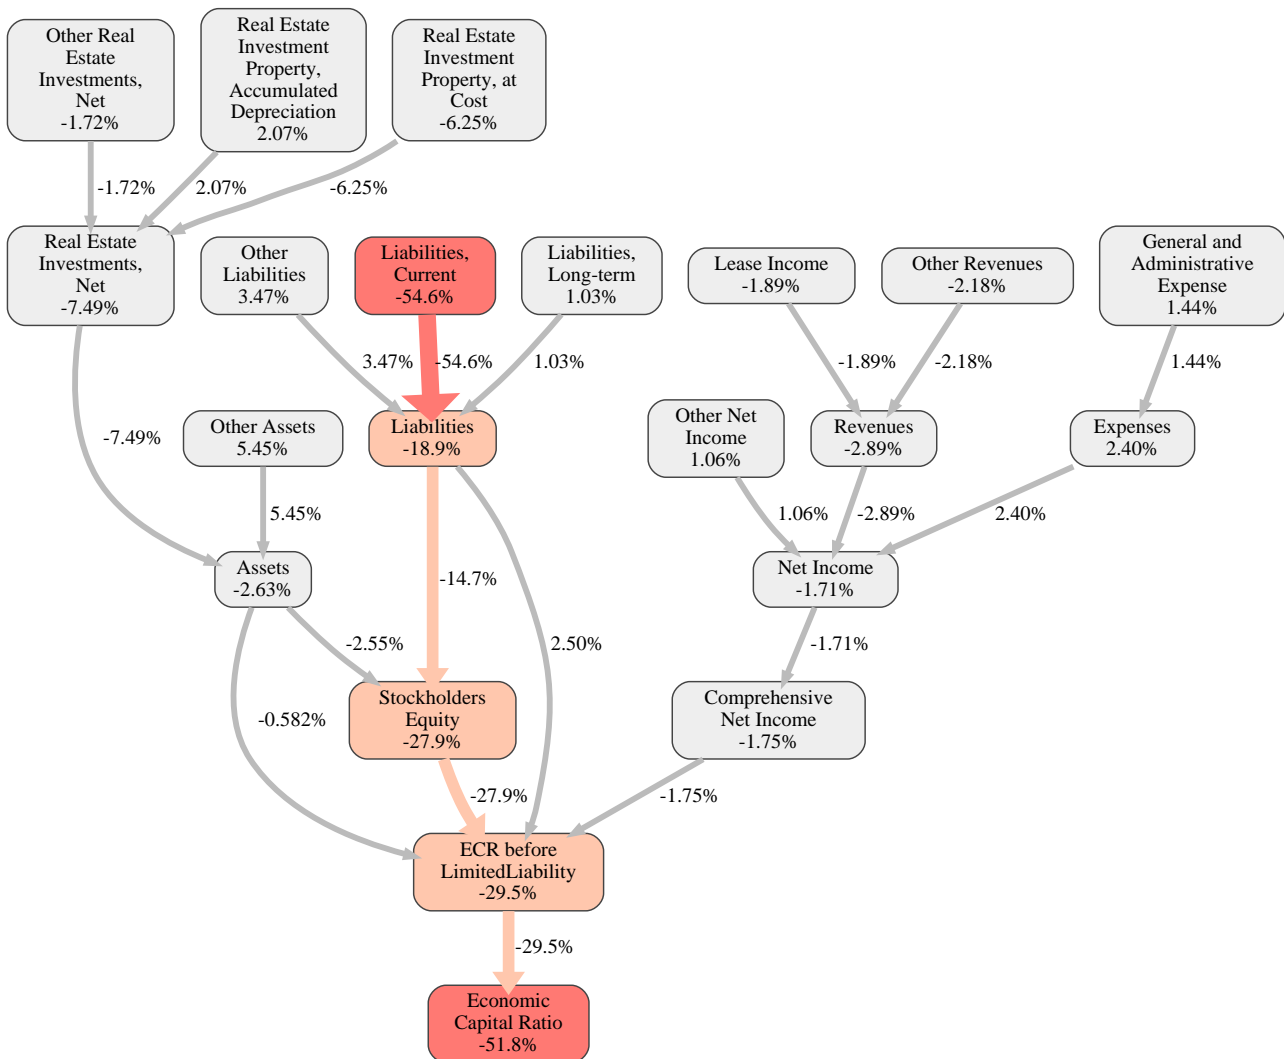 Other Real
Estate
Investments,
Net
-1.72%
Real Estate
Investment
Property,
Accumulated
Depreciation
2.07%
Real Estate
Investment
Property, at
Cost
-6.25%
-1.72%
2.07%
-6.25%
Real Estate
Investments,
Net
-7.49%
Other
Liabilities
3.47%
Liabilities,
Current
-54.6%
Liabilities,
Long-term
1.03%
Lease Income
-1.89%
Other Revenues
-2.18%
General and
Administrative
Expense
1.44%
3.47%
-54.6%
1.03%
-1.89%
-2.18%
1.44%
-7.49%
Other Assets
5.45%
Liabilities
-18.9%
Other Net
Income
1.06%
Revenues
-2.89%
Expenses
2.40%
5.45%
1.06%
-2.89%
2.40%
Assets
-2.63%
-14.7%
Net Income
-1.71%
-2.55%
2.50%
-1.71%
-0.582%
Stockholders
Equity
-27.9%
Comprehensive
Net Income
-1.75%
-27.9%
-1.75%
ECR before
LimitedLiability
-29.5%
-29.5%
Economic
Capital Ratio
-51.8%